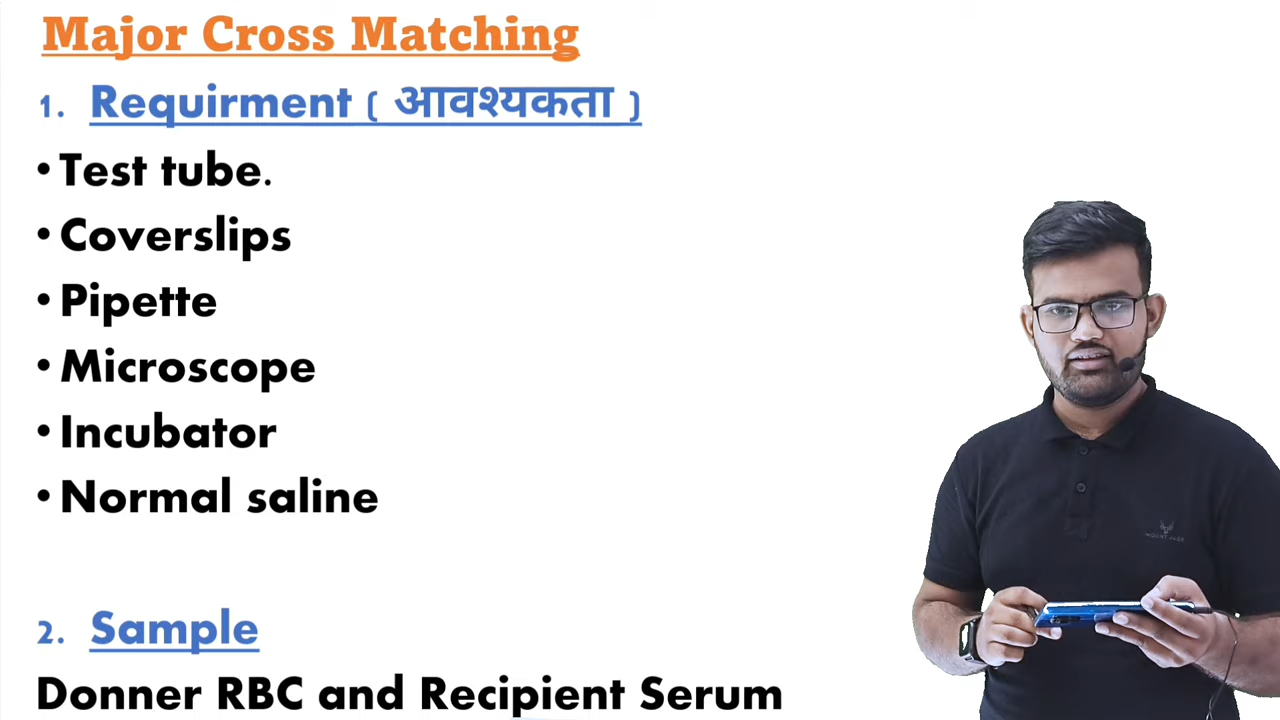 Major Cross Matching
1. Requirment ( आवश्यकता )
• Test tube.
• Coverslips
• Pipette
• Microscope
• Incubator
• Normal saline
2. Sample
Donner RBC and Recipient Serum